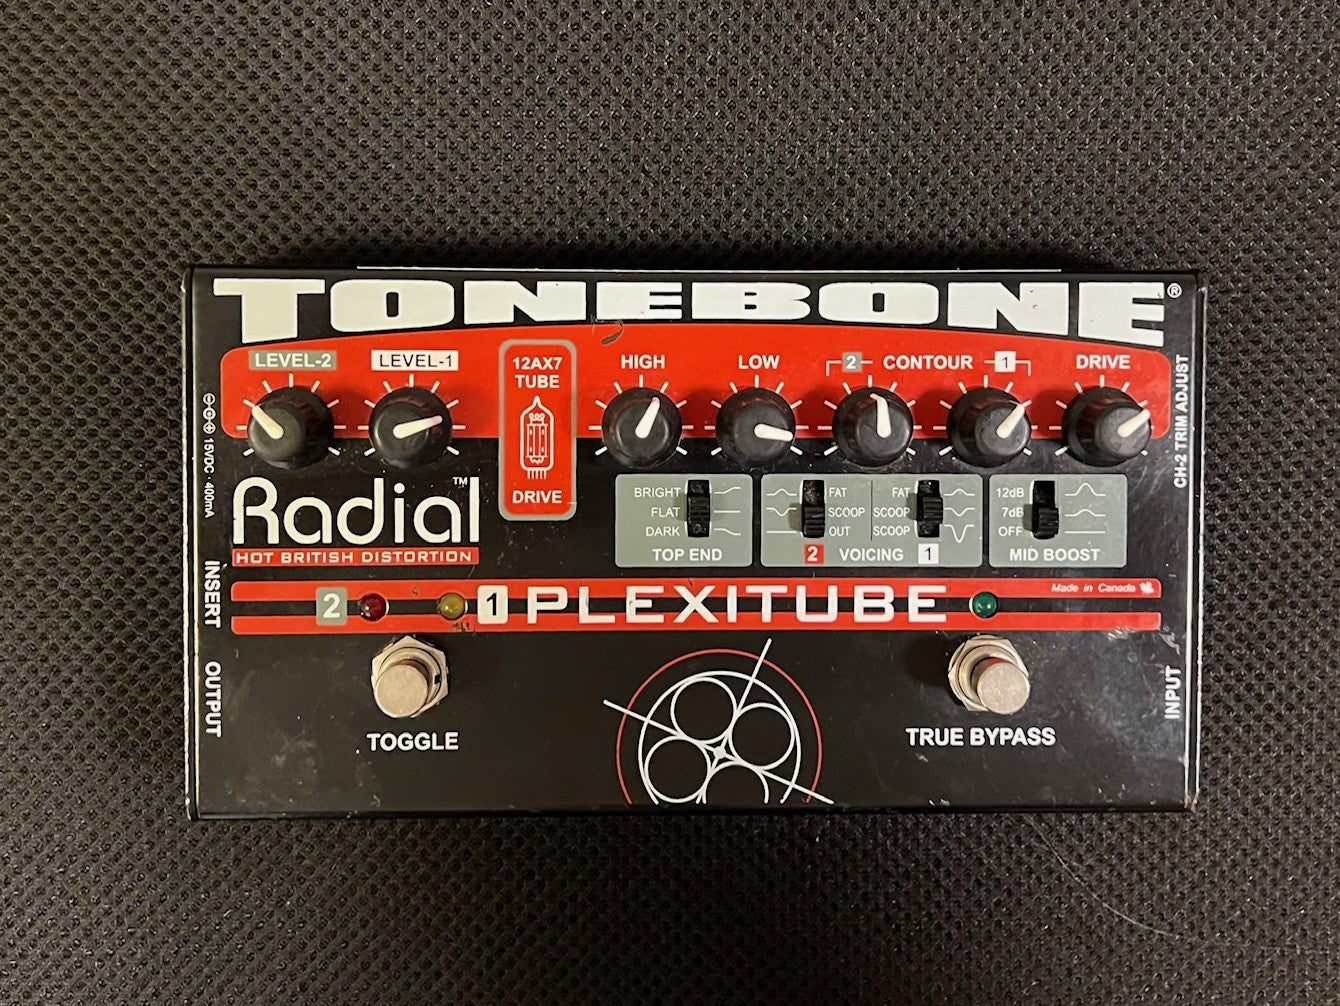 TONEBONE®
LEVEL-2
LEVEL-1
12AX7
TUBE
DRIVE
HIGH
LOW
2 CONTOUR 1
DRIVE
CH-2 TRIM ADJUST
15VDC · 400mA
Radial™
HOT BRITISH DISTORTION
BRIGHT
FLAT
DARK
TOP END
FAT
SCOOP
OUT
FAT
SCOOP
SCOOP
2 VOICING 1
12dB
7dB
OFF
MID BOOST
INSERT
2
1 PLEXITUBE
Made in Canada
OUTPUT
INPUT
TOGGLE
TRUE BYPASS